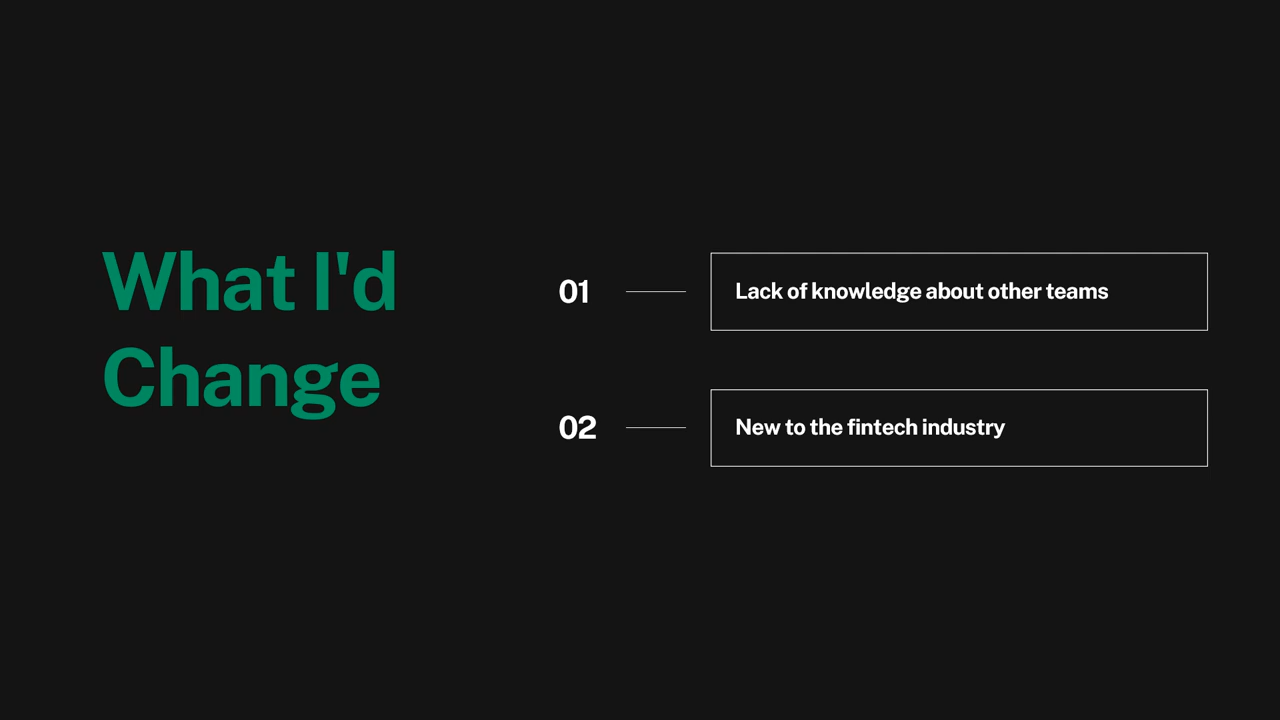 What I'd
Change
01
Lack of knowledge about other teams
02
New to the fintech industry